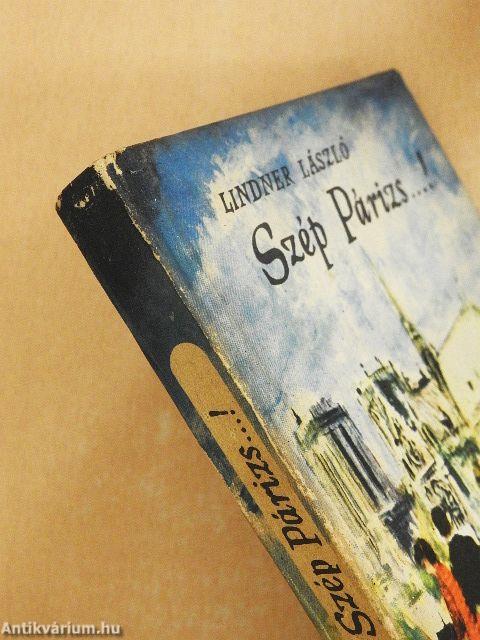 LINDNER LÁSZLÓ
Szép Párizs...!
Szép Párizs...!
Antikvárium.hu